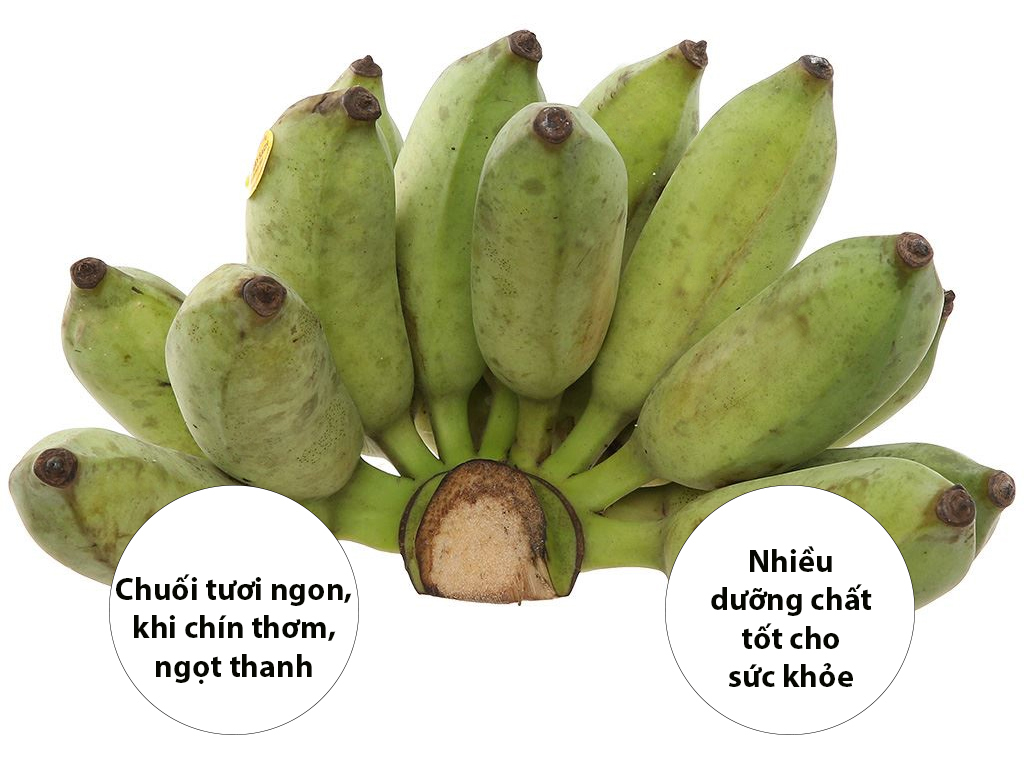 Chuối tươi ngon,
khi chín thơm,
ngọt thanh
Nhiều
dưỡng chất
tốt cho
sức khỏe